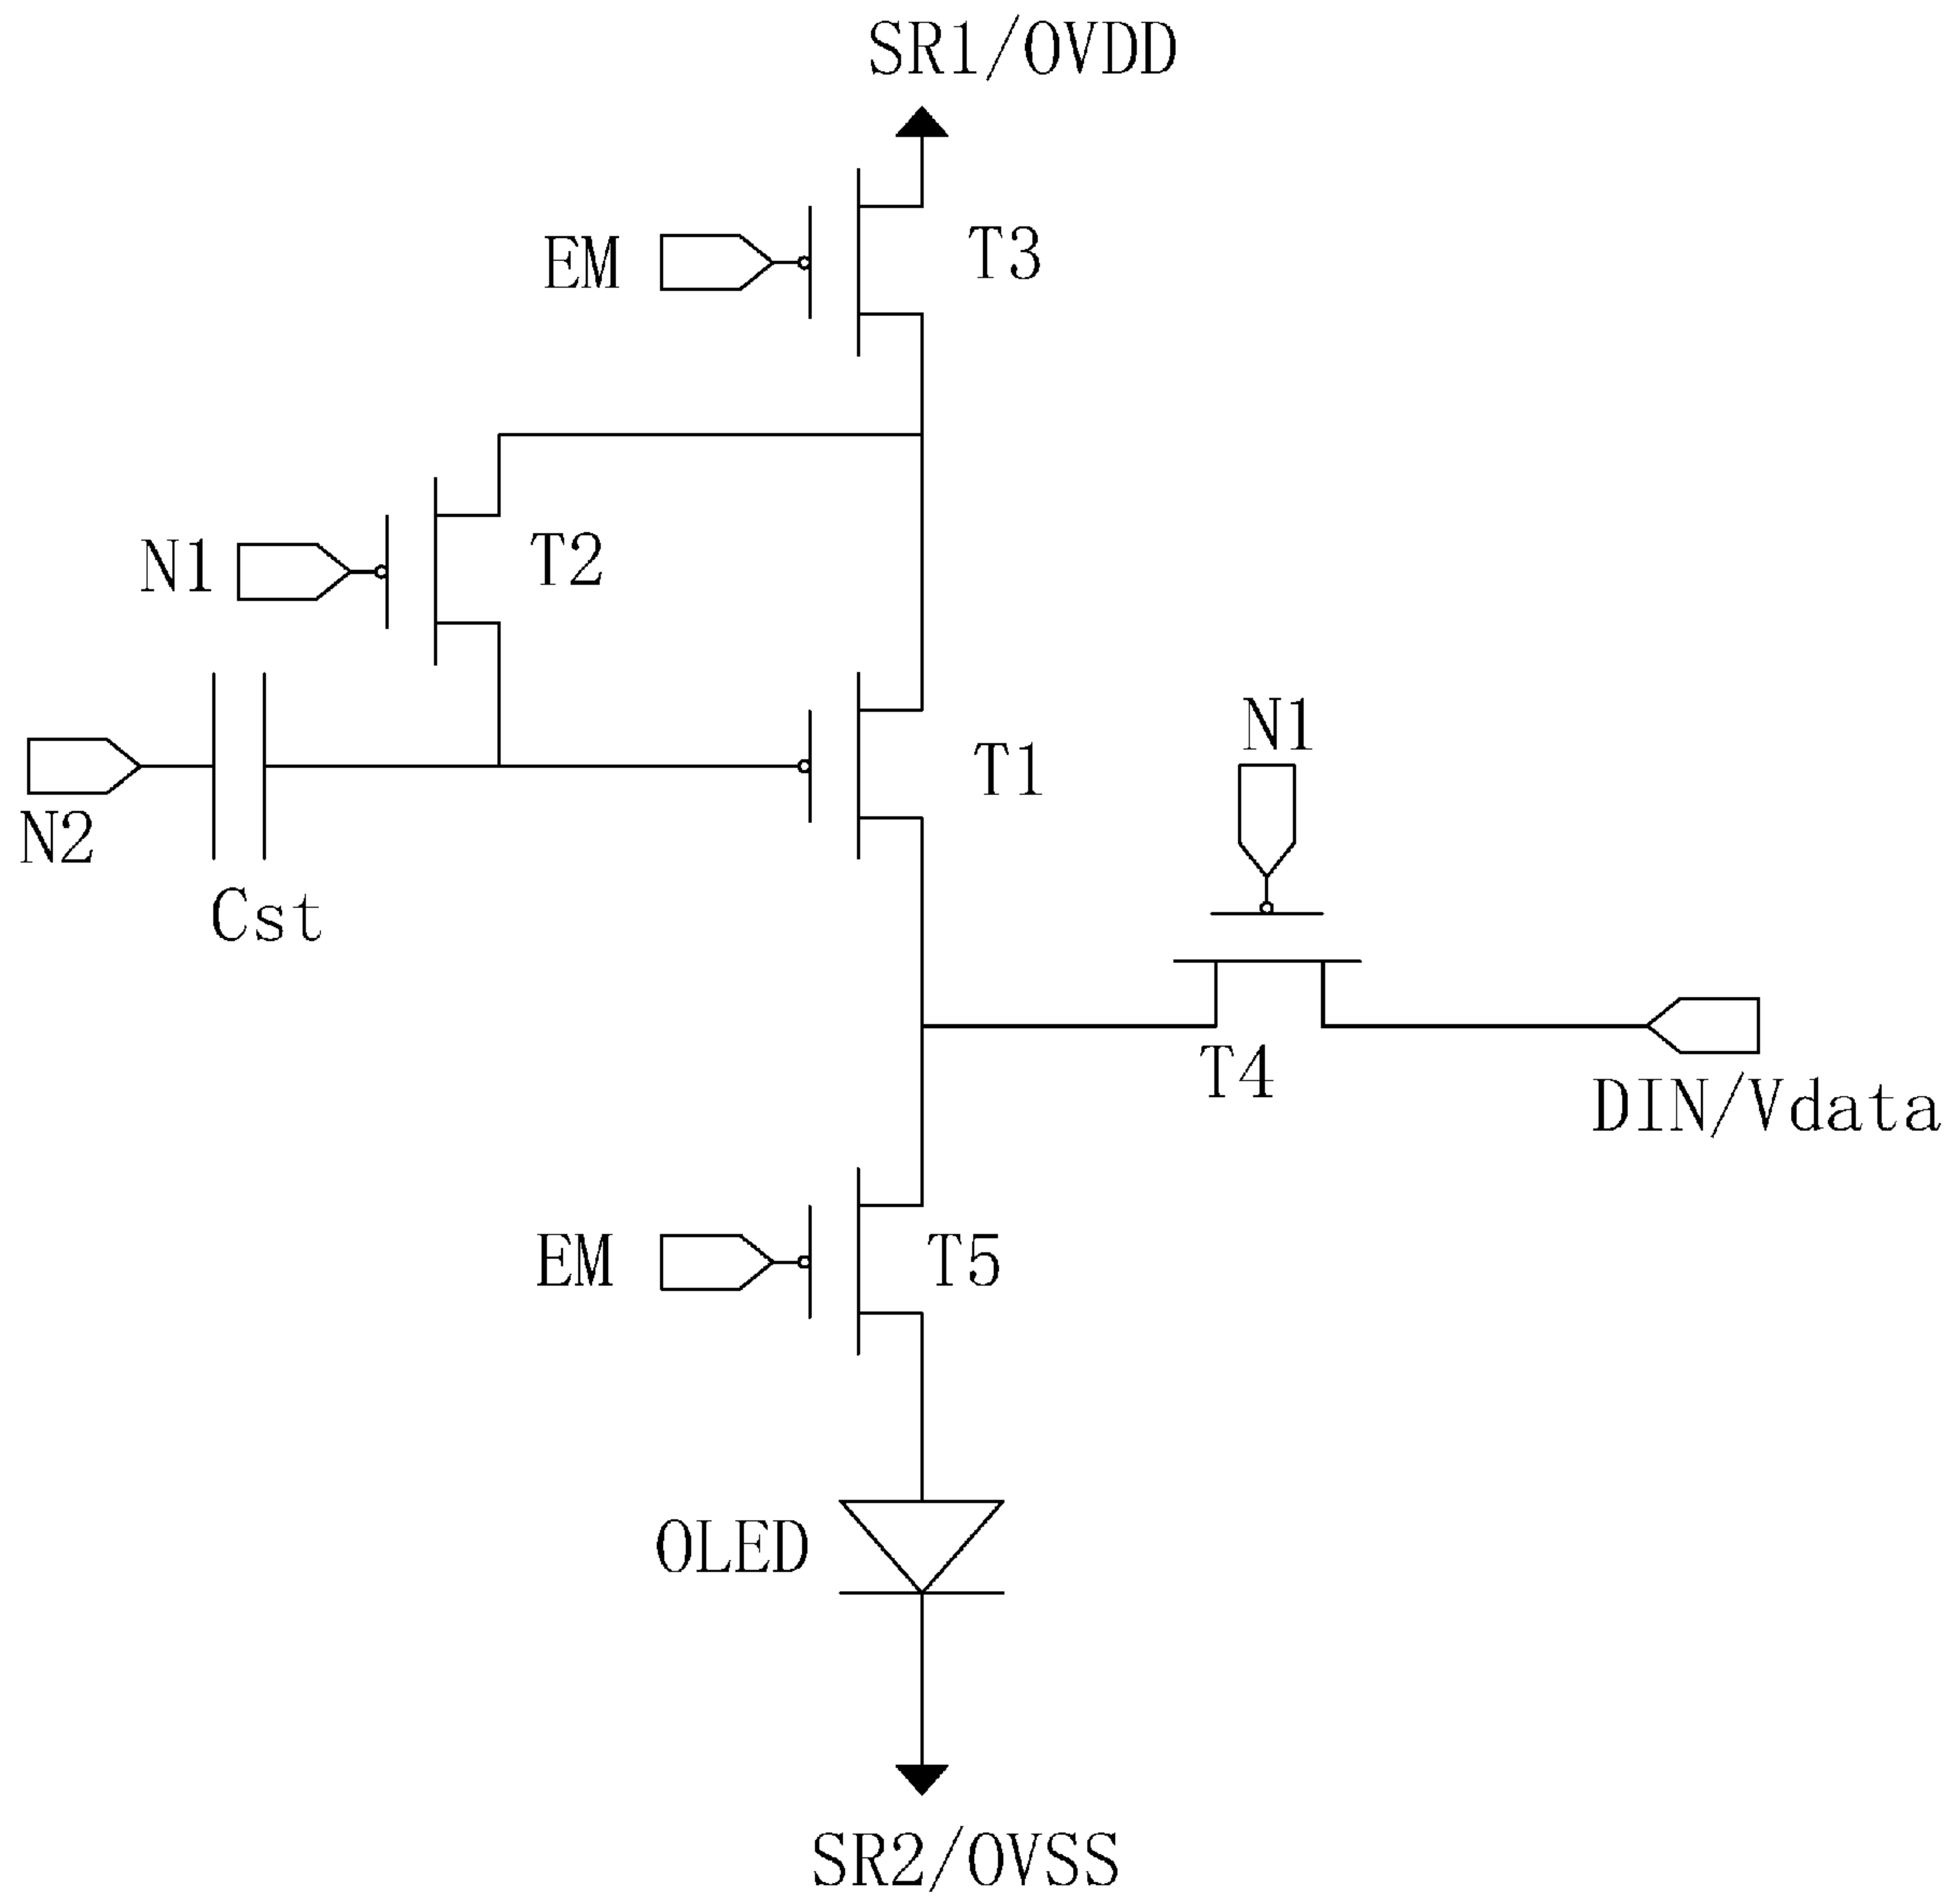 SR1/OVDD
EM
T3
N1
T2
N1
T1
N2
Cst
T4
DIN/Vdata
EM
T5
OLED
SR2/OVSS